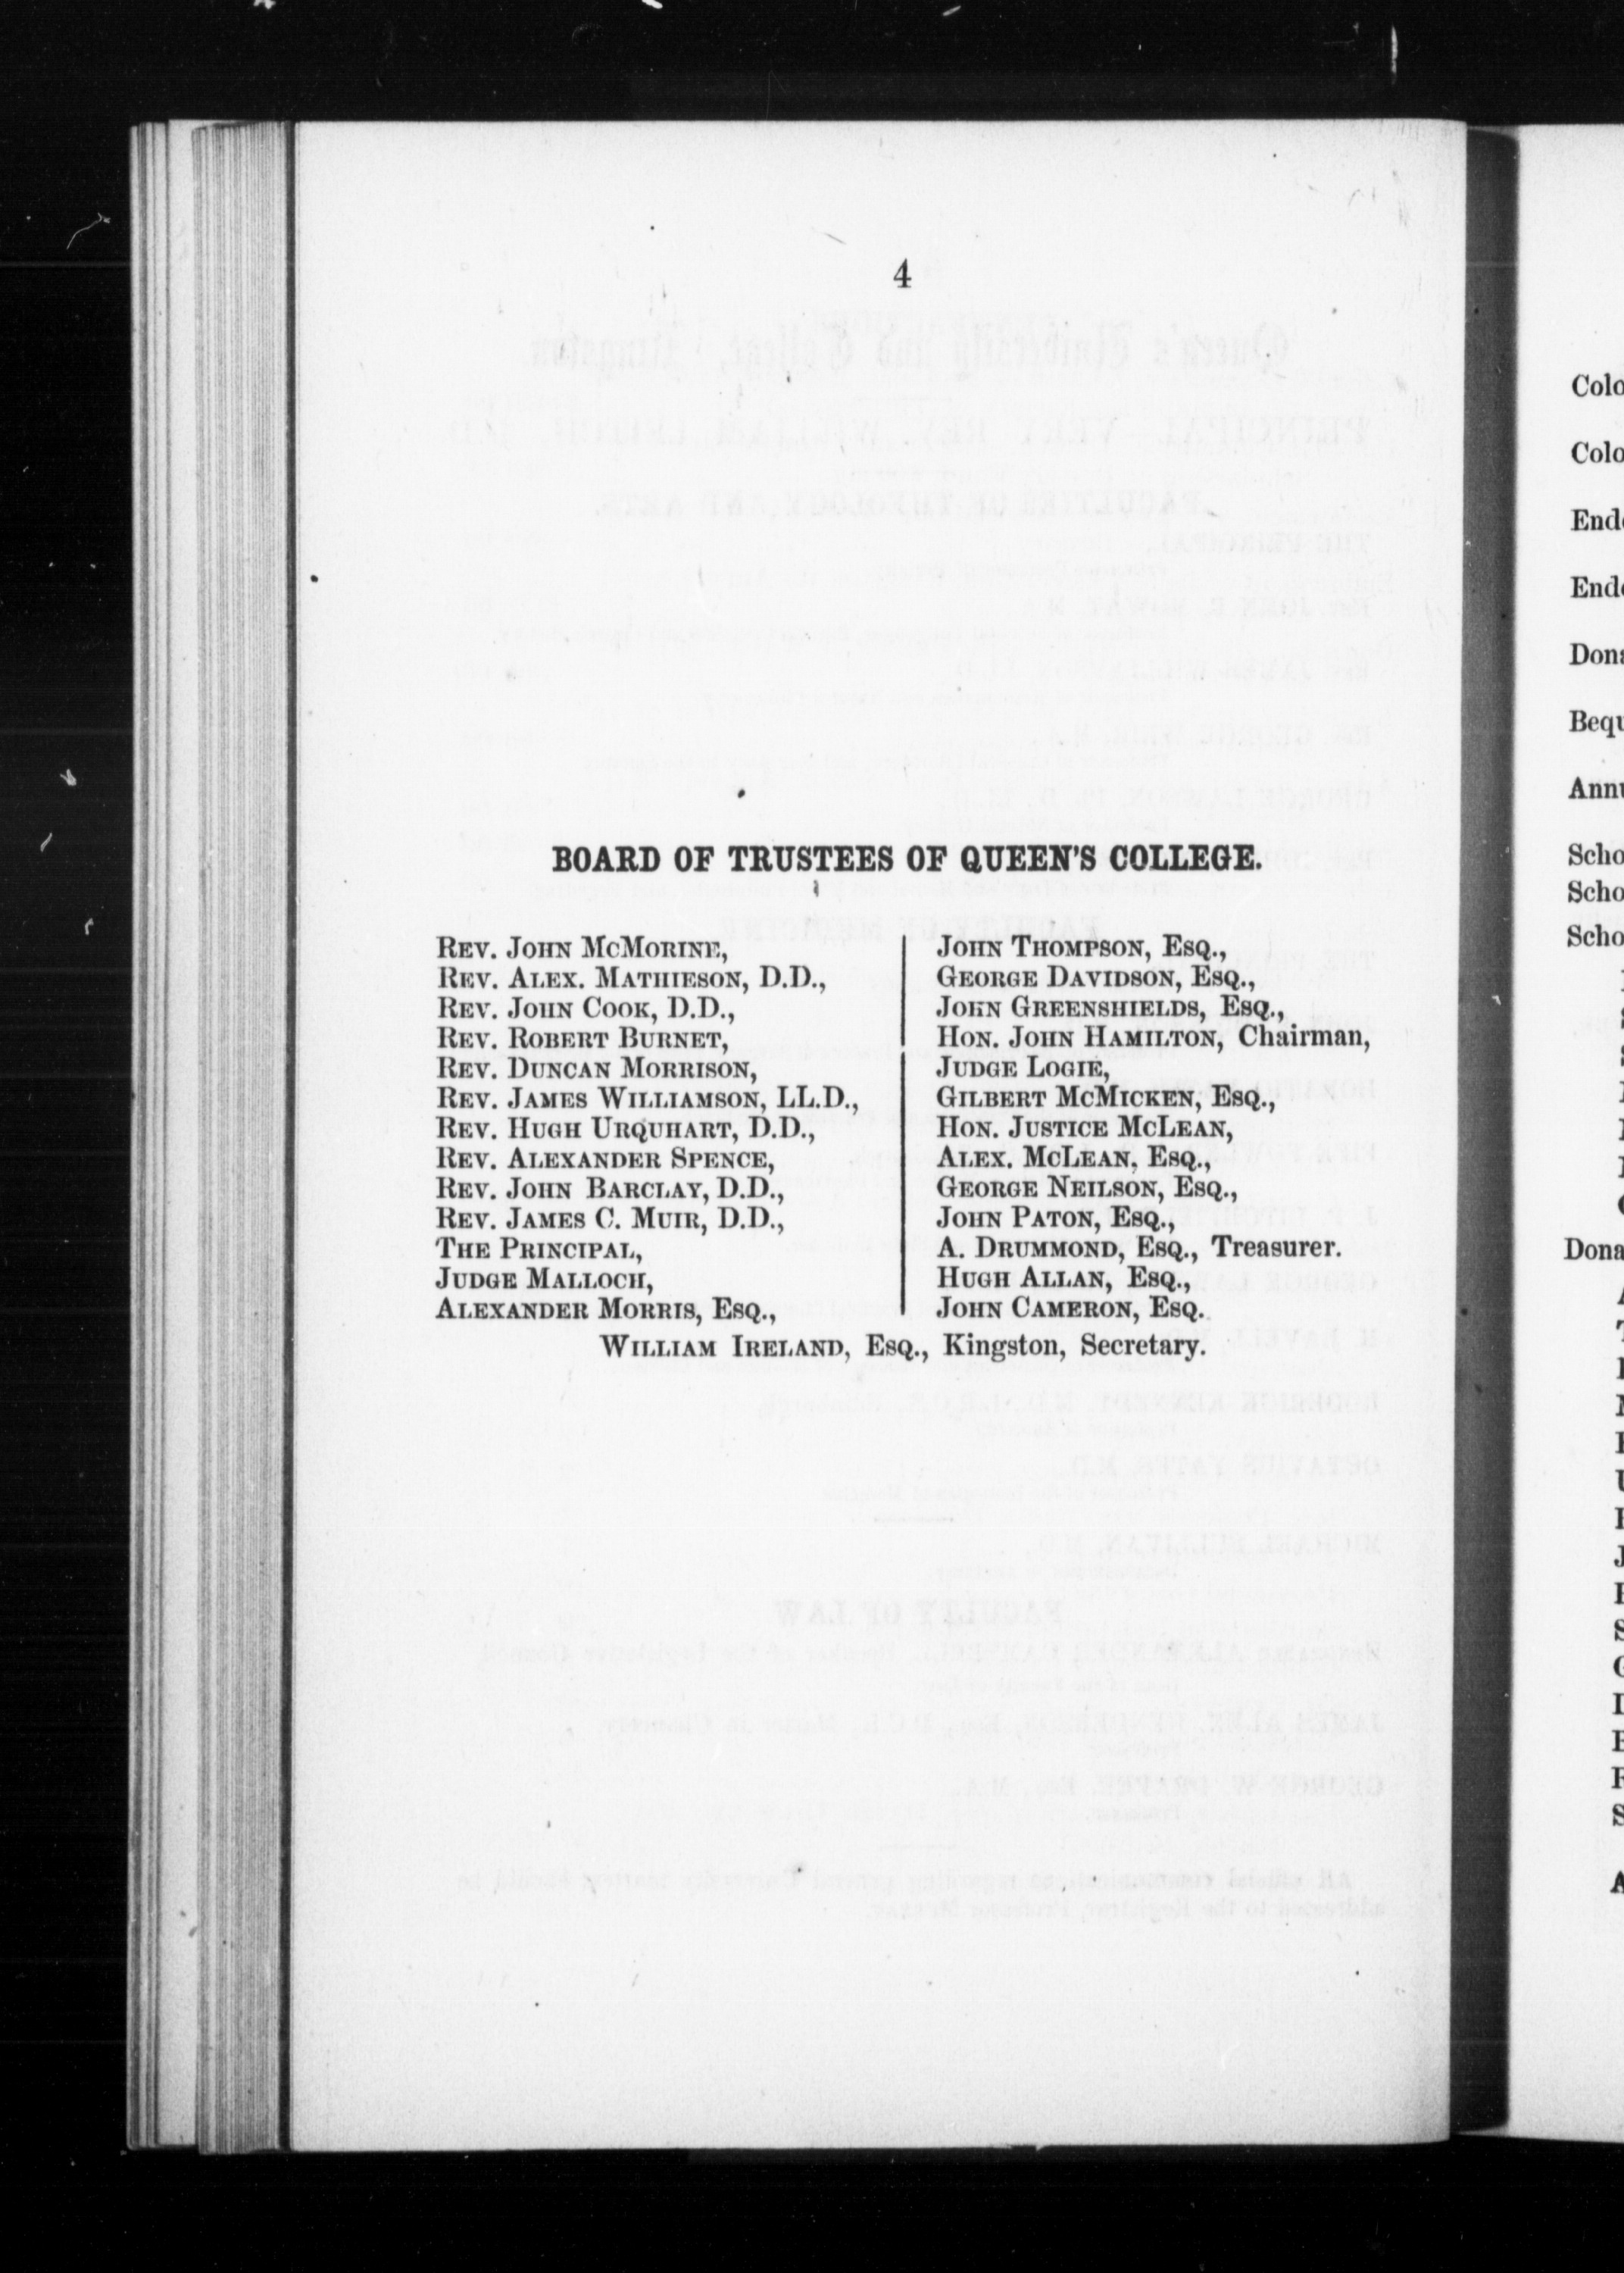 4
BOARD OF TRUSTEES OF QUEEN'S COLLEGE.
REV. JOHN MCMORINE,
REV. ALEX. MATHIESON, D.D.,
REV. JOHN COOK, D.D.,
REV. ROBERT BURNET,
REV. DUNCAN MORRISON,
REV. JAMES WILLIAMSON, LL.D.,
REV. HUGH URQUHART, D.D.,
REV. ALEXANDER SPENCE,
REV. JOHN BARCLAY, D.D.,
REV. JAMES C. MUIR, D.D.,
THE PRINCIPAL,
JUDGE MALLOCH,
ALEXANDER MORRIS, ESQ.,
JOHN THOMPSON, ESQ.,
GEORGE DAVIDSON, ESQ.,
JOHN GREENSHIELDS, ESQ.,
HON. JOHN HAMILTON, Chairman,
JUDGE LOGIE,
GILBERT MCMICKEN, ESQ.,
HON. JUSTICE MCLEAN,
ALEX. MCLEAN, ESQ.,
GEORGE NEILSON, ESQ.,
JOHN PATON, ESQ.,
A. DRUMMOND, ESQ., Treasurer.
HUGH ALLAN, ESQ.,
JOHN CAMERON, ESQ.
WILLIAM IRELAND, ESQ., Kingston, Secretary.